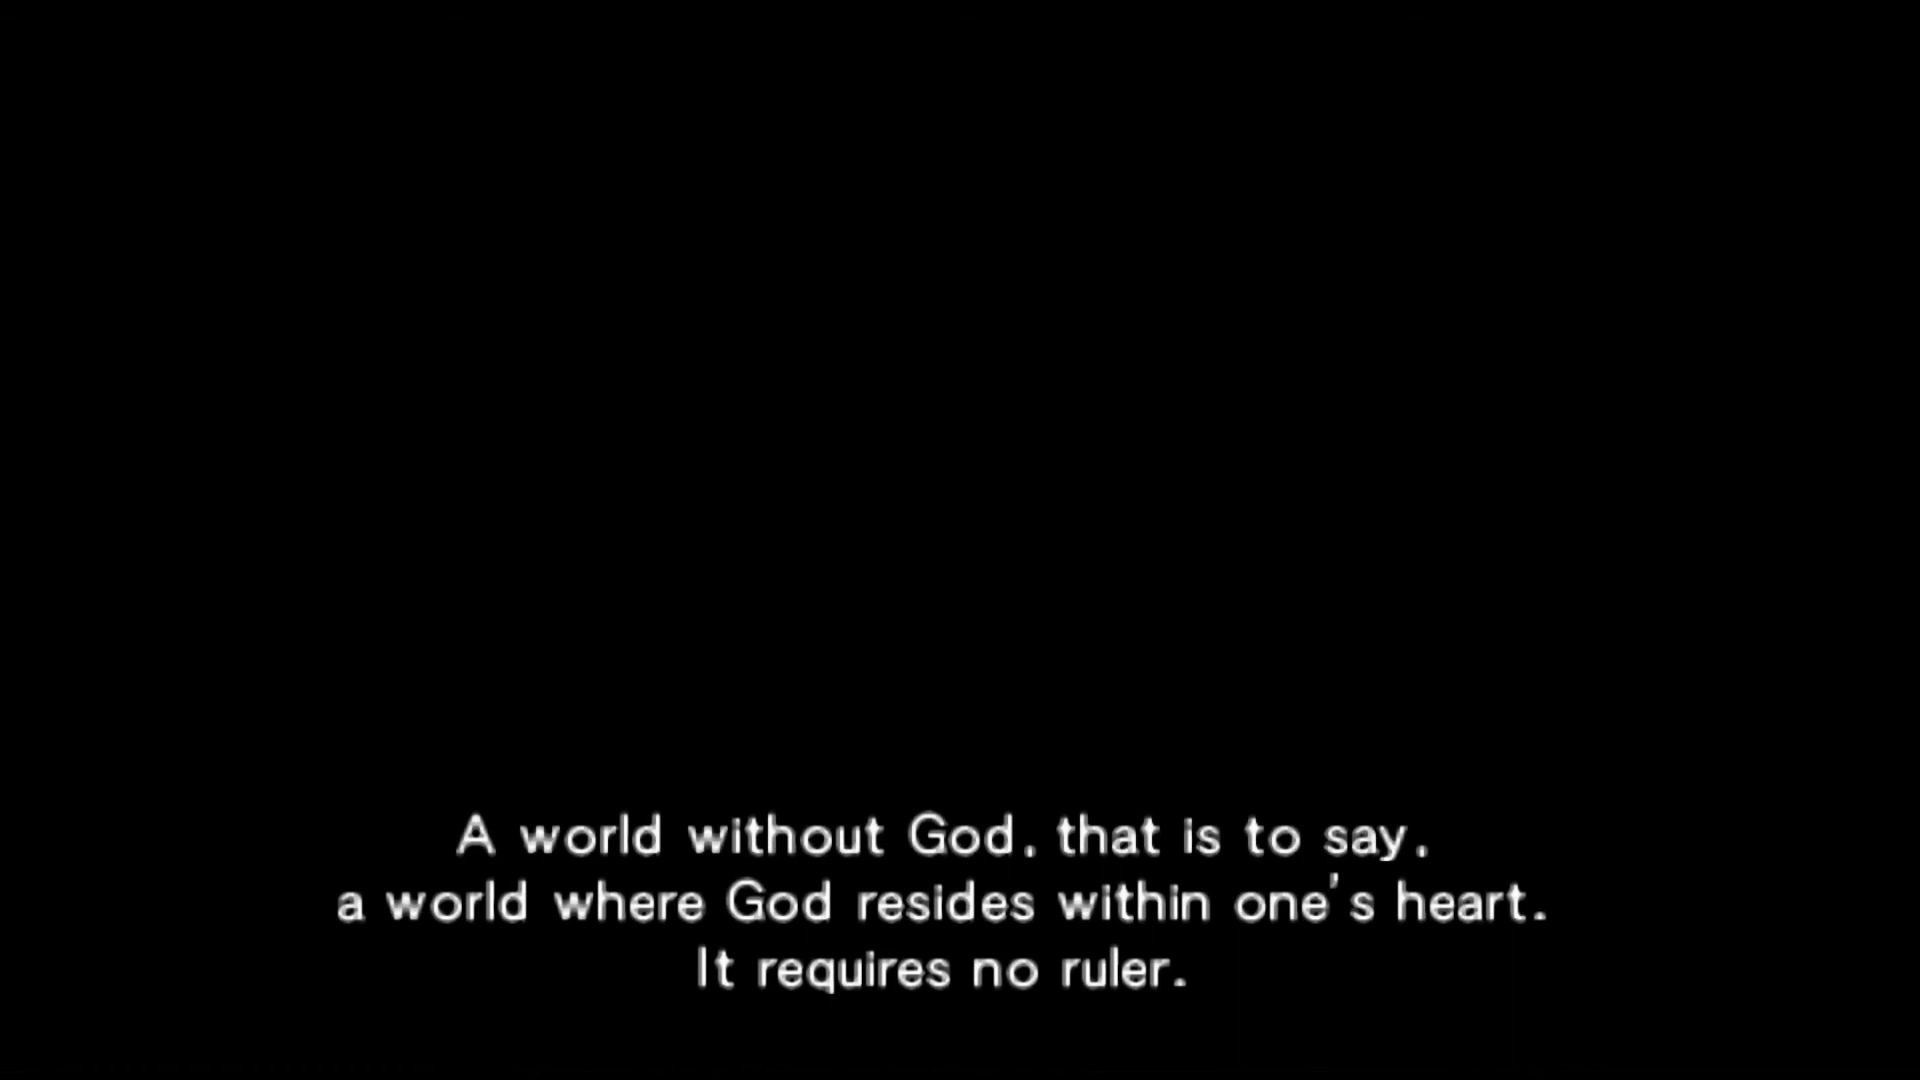 A world without God, that is to say,
a world where God resides within one's heart.
It requires no ruler.